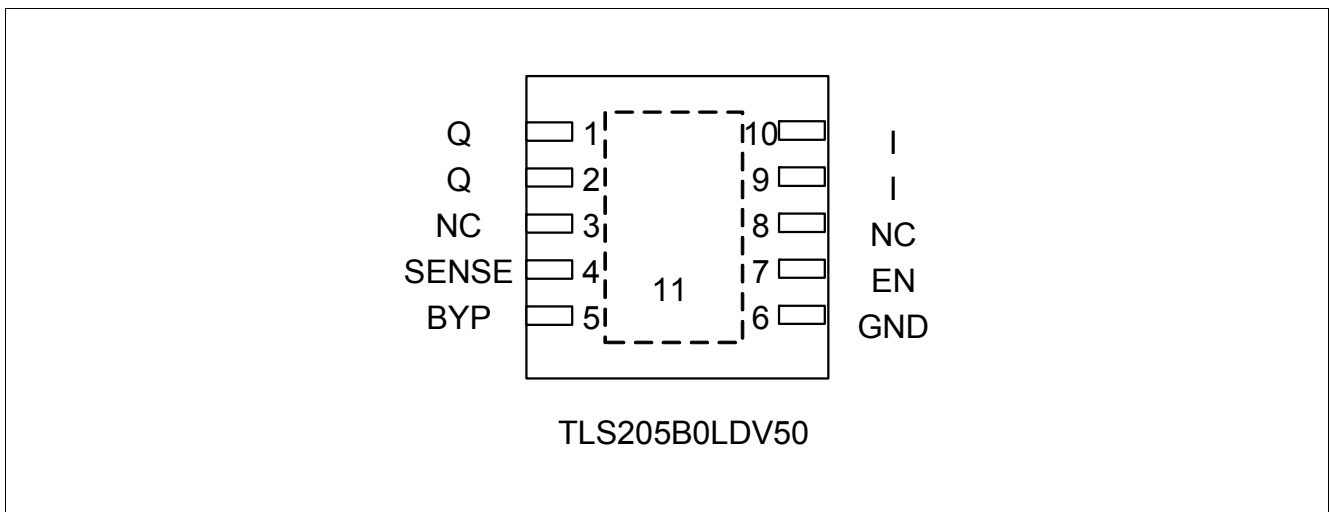 Q 1 10 I
Q 2 9 I
NC 3 8 NC
SENSE 4 7 EN
11
BYP 5 6 GND
TLS205B0LDV50